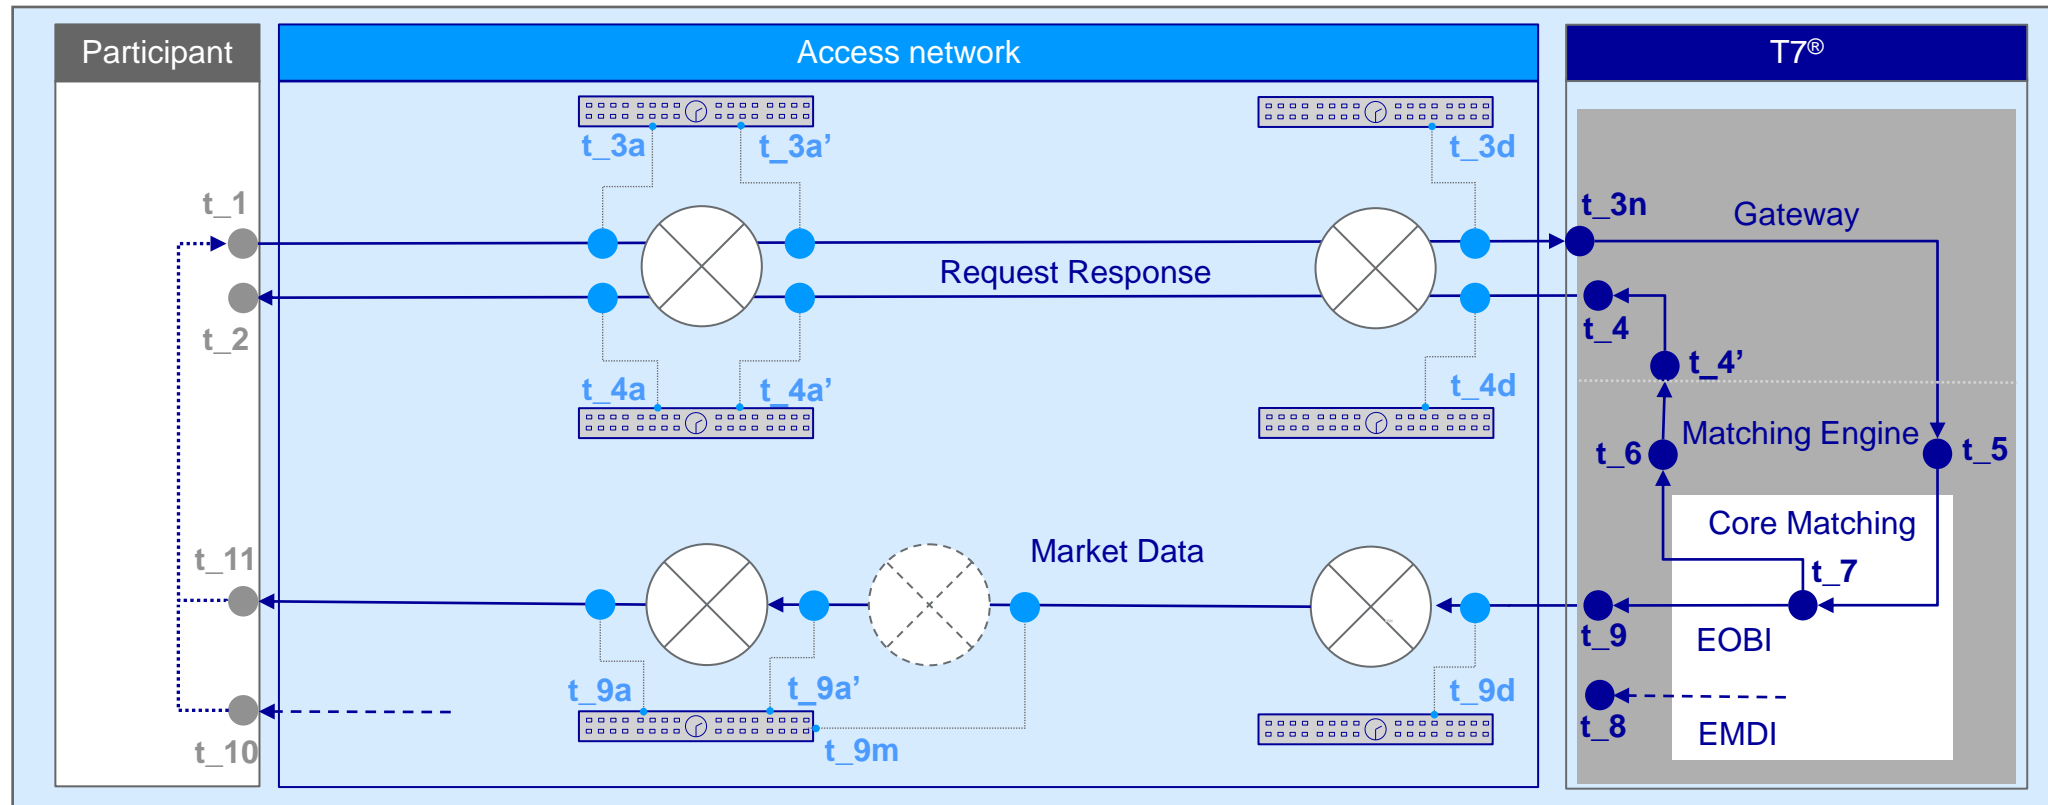 Participant
Access network
T7®
t_3a
t_3a’
t_3d
t_1
t_3n
Gateway
Request Response
t_2
t_4
t_4’
t_4a
t_4a’
t_4d
Matching Engine
t_6
t_5
Core Matching
t_11
Market Data
t_7
t_9
EOBI
t_9a
t_9a’
t_9d
t_8
t_10
t_9m
EMDI